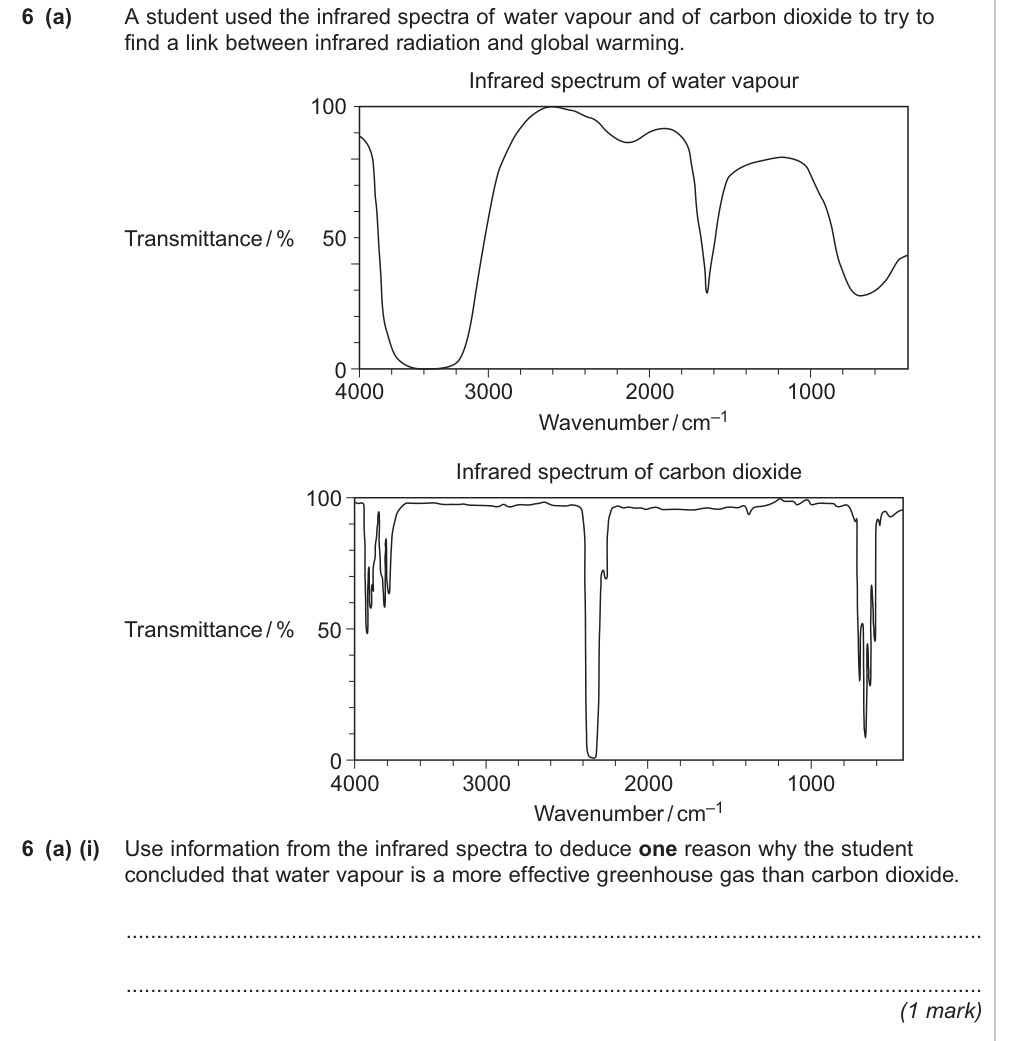 6 (a) A student used the infrared spectra of water vapour and of carbon dioxide to try to
find a link between infrared radiation and global warming.
Infrared spectrum of water vapour
100
Transmittance / % 50
0
4000 3000 2000 1000
Wavenumber / cm⁻¹
Infrared spectrum of carbon dioxide
100
Transmittance / % 50
0
4000 3000 2000 1000
Wavenumber / cm⁻¹
6 (a) (i) Use information from the infrared spectra to deduce one reason why the student
concluded that water vapour is a more effective greenhouse gas than carbon dioxide.
(1 mark)